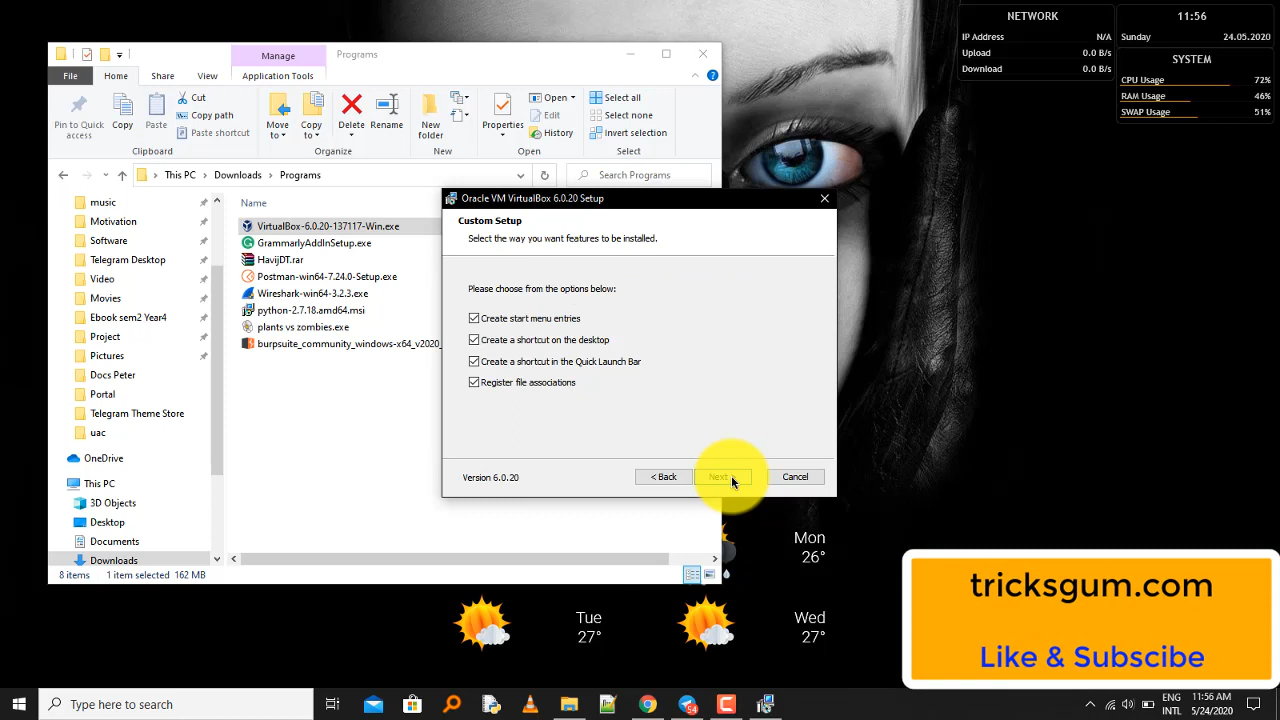 NETWORK
IP Address N/A
Upload 0.0 B/s
Download 0.0 B/s
11:56
Sunday 24.05.2020
SYSTEM
CPU Usage 72%
RAM Usage 46%
SWAP Usage 51%
Manage
Programs
File
Home
Share
View
Application Tools
Pin to Quick access
Copy
Paste
Cut
Copy path
Paste shortcut
Clipboard
Move to
Copy to
Delete
Rename
Organize
New folder
New
Properties
Open
Edit
History
Open
Select all
Select none
Invert selection
Select
This PC > Downloads > Programs
Search Programs
music
Motivation
Software
Telegram Desktop
Video
Movies
Ebook sem2 Year4
Project
Pictures
Docs Peter
Portal
Telegram Theme Store
uac
OneDrive
This PC
3D Objects
Desktop
Documents
Downloads
Name
VirtualBox-6.0.20-137117-Win.exe
GrammarlyAddInSetup.exe
HavijDT.rar
Postman-win64-7.24.0-Setup.exe
Wireshark-win64-3.2.3.exe
python-2.7.18.amd64.msi
plants vs zombies.exe
burpsuite_community_windows-x64_v2020_
8 items 1 item selected 162 MB
Oracle VM VirtualBox 6.0.20 Setup
Custom Setup
Select the way you want features to be installed.
Please choose from the options below:
Create start menu entries
Create a shortcut on the desktop
Create a shortcut in the Quick Launch Bar
Register file associations
Version 6.0.20
< Back
Next >
Cancel
Mon
26°
Tue
27°
Wed
27°
tricksgum.com
Like & Subscibe
Type here to search
54
ENG
INTL
11:56 AM
5/24/2020